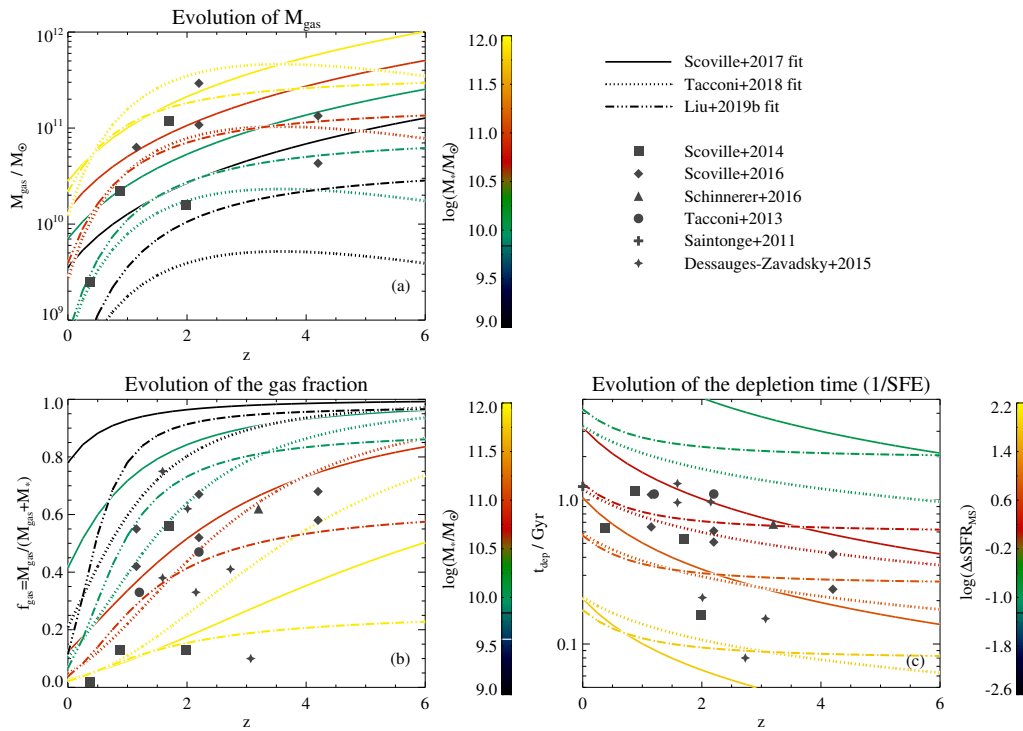 Evolution of M_gas
M_gas / M_⊙
10^12
10^11
10^10
10^9
0 2 4 6
z
(a)
12.0
11.5
11.0
10.5
10.0
9.5
9.0
log(M_*/M_⊙)
Scoville+2017 fit
Tacconi+2018 fit
Liu+2019b fit
Scoville+2014
Scoville+2016
Schinnerer+2016
Tacconi+2013
Saintonge+2011
Dessauges-Zavadsky+2015
Evolution of the gas fraction
f_gas=M_gas/(M_gas+M_*)
1.0
0.8
0.6
0.4
0.2
0.0
0 2 4 6
z
(b)
12.0
11.5
11.0
10.5
10.0
9.5
9.0
log(M_*/M_⊙)
Evolution of the depletion time (1/SFE)
t_dep / Gyr
1.0
0.1
0 2 4 6
z
(c)
2.2
1.4
0.6
-0.2
-1.0
-1.8
-2.6
log(ΔsSFR_MS)